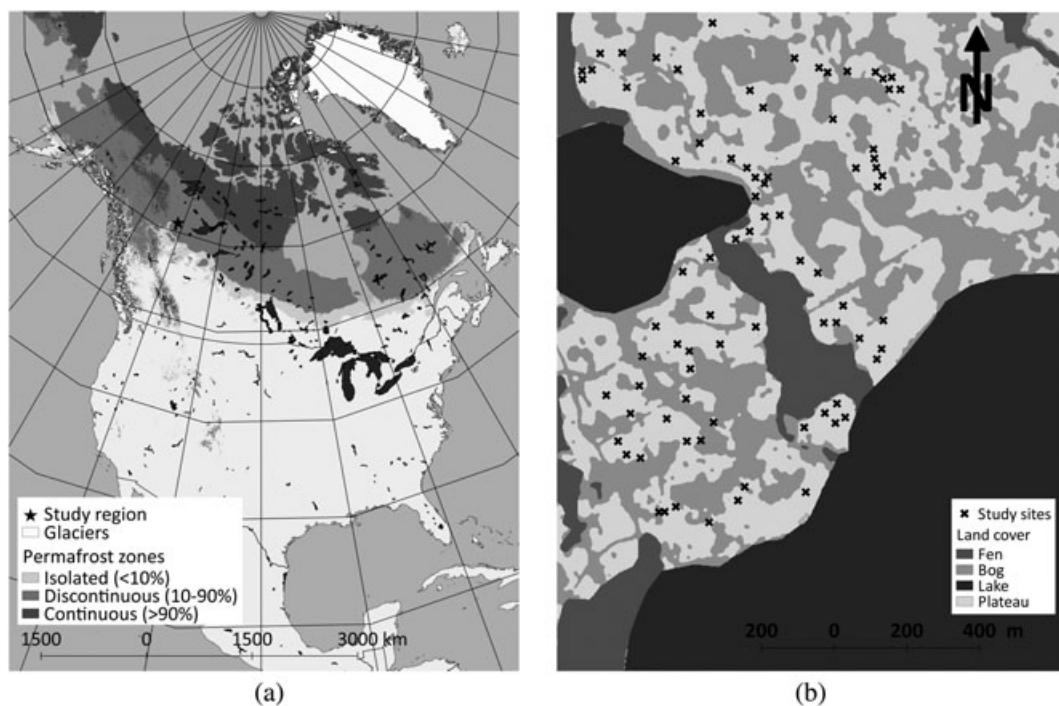 Study region
Glaciers
Permafrost zones
Isolated (<10%)
Discontinuous (10-90%)
Continuous (>90%)
1500 0 1500 3000 km
(a)
N
Study sites
Land cover
Fen
Bog
Lake
Plateau
200 0 200 400 m
(b)